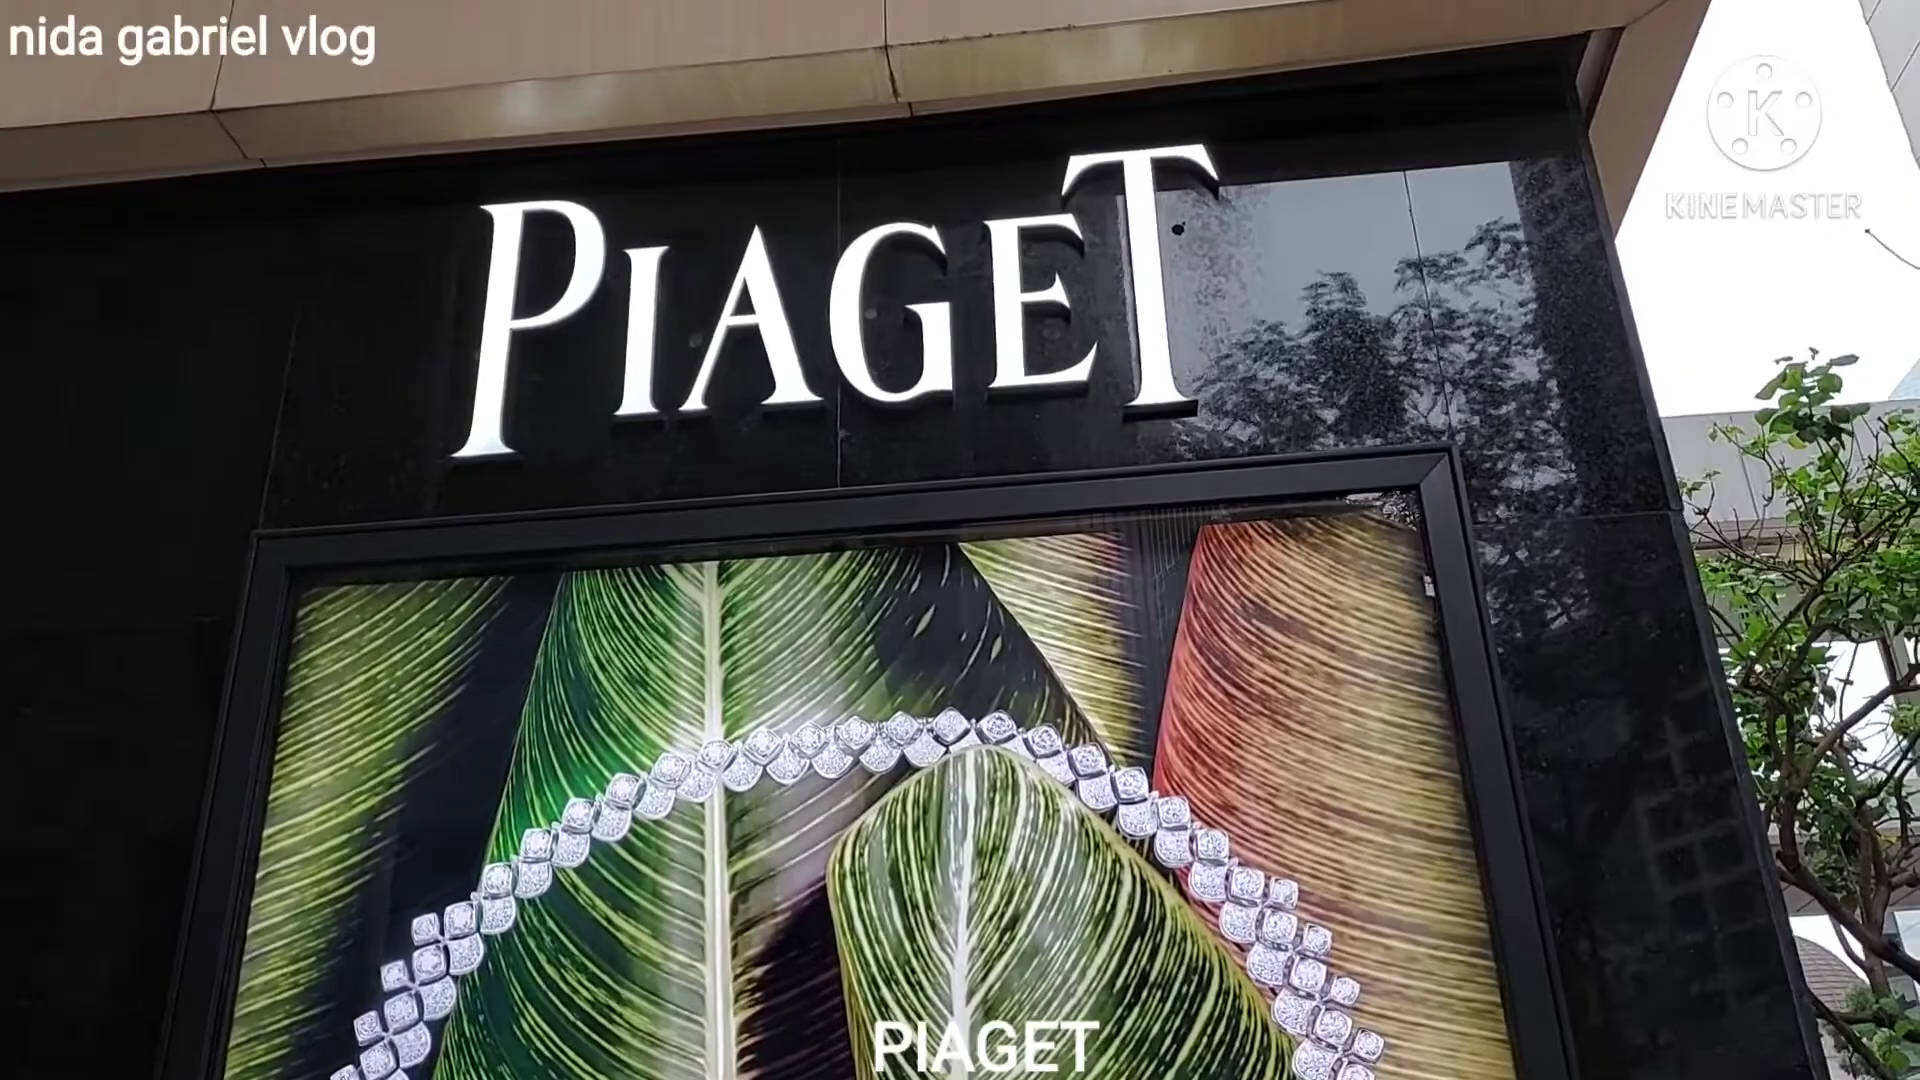 nida gabriel vlog
K
KINEMASTER
PIAGET
PIAGET